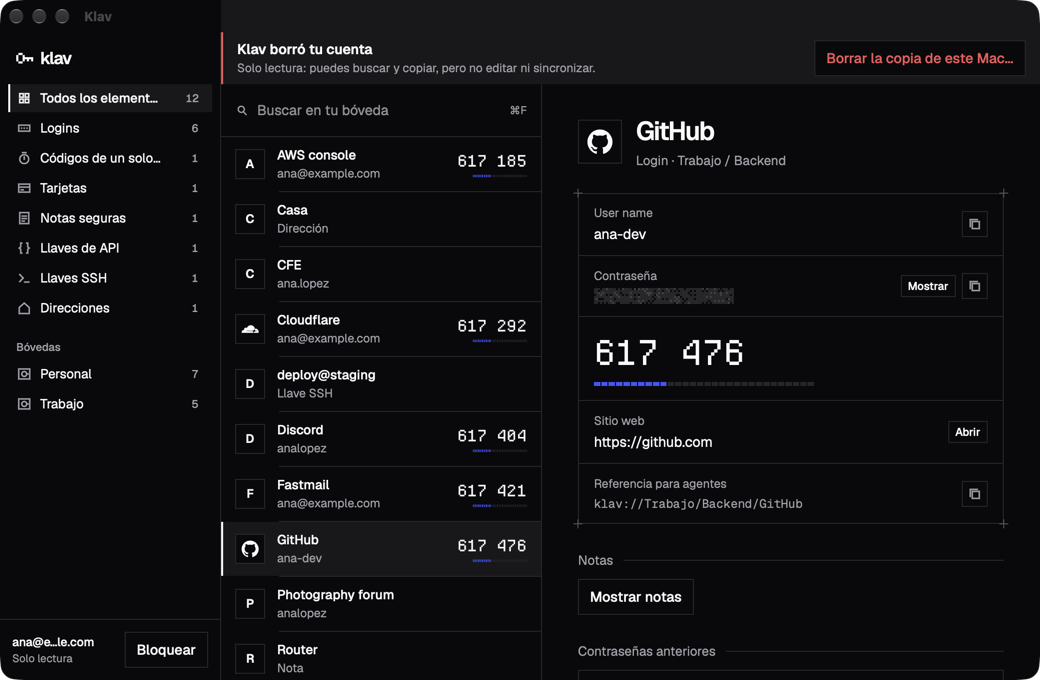 Klav
klav
Todos los element... 12
Logins 6
Códigos de un solo... 1
Tarjetas 1
Notas seguras 1
Llaves de API 1
Llaves SSH 1
Direcciones 1
Bóvedas
Personal 7
Trabajo 5
ana@e...le.com
Solo lectura
Bloquear
Klav borró tu cuenta
Solo lectura: puedes buscar y copiar, pero no editar ni sincronizar.
Borrar la copia de este Mac...
Buscar en tu bóveda ⌘F
A
AWS console
ana@example.com
617 185
C
Casa
Dirección
C
CFE
ana.lopez
Cloudflare
ana@example.com
617 292
D
deploy@staging
Llave SSH
D
Discord
analopez
617 404
F
Fastmail
ana@example.com
617 421
GitHub
ana-dev
617 476
P
Photography forum
analopez
R
Router
Nota
GitHub
Login · Trabajo / Backend
User name
ana-dev
Contraseña
Mostrar
617 476
Sitio web
https://github.com
Abrir
Referencia para agentes
klav://Trabajo/Backend/GitHub
Notas
Mostrar notas
Contraseñas anteriores